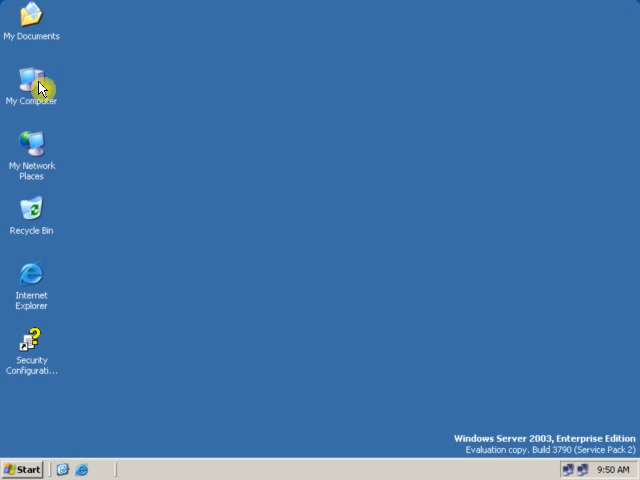 My Documents
My Computer
My Network
Places
Recycle Bin
Internet
Explorer
Security
Configurati...
Windows Server 2003, Enterprise Edition
Evaluation copy. Build 3790 (Service Pack 2)
Start
9:50 AM